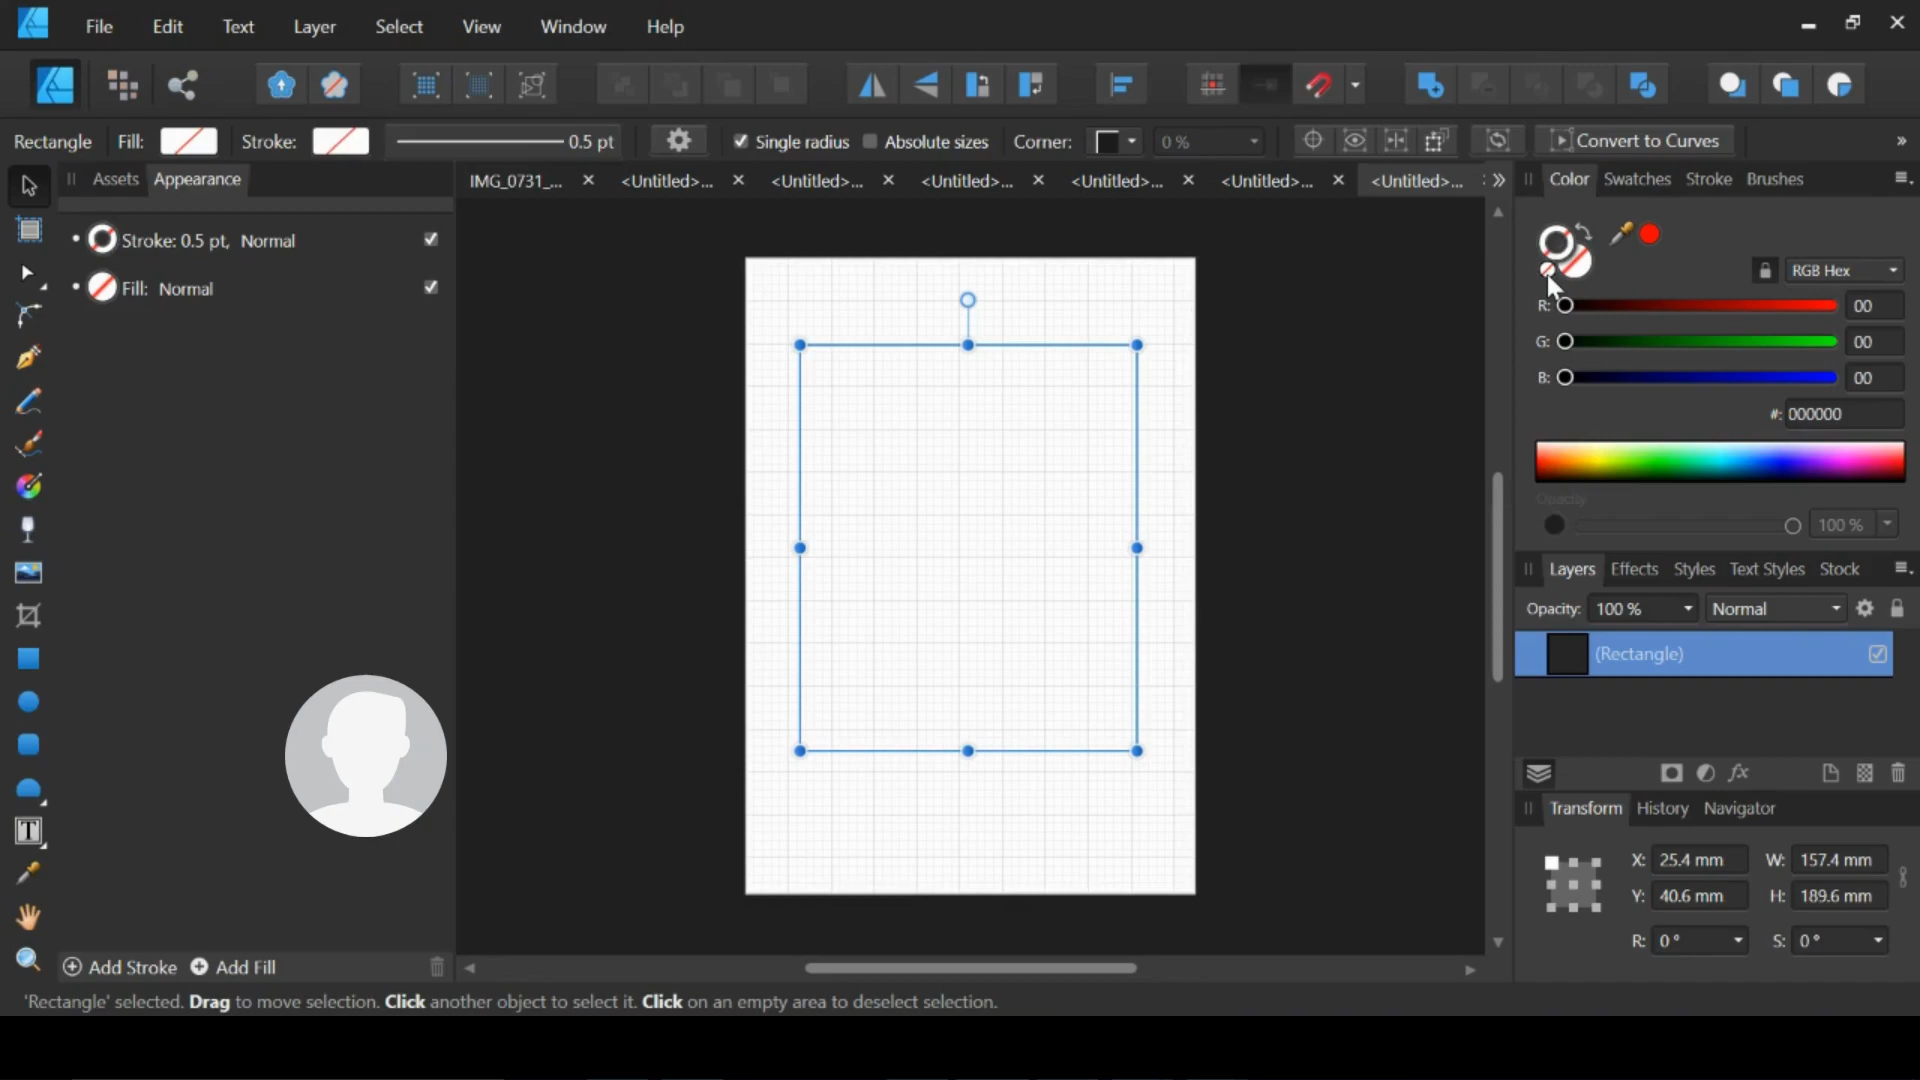 File Edit Text Layer Select View Window Help
Rectangle Fill: Stroke: 0.5 pt Single radius Absolute sizes Corner: 0 % Convert to Curves »
Assets Appearance
IMG_0731_... × <Untitled>... × <Untitled>... × <Untitled>... × <Untitled>... × <Untitled>... × <Untitled>... »
Color Swatches Stroke Brushes
Stroke: 0.5 pt, Normal
Fill: Normal
RGB Hex
R: 00
G: 00
B: 00
#: 000000
Opacity
100 %
Layers Effects Styles Text Styles Stock
Opacity: 100 % Normal
(Rectangle)
fx
Transform History Navigator
X: 25.4 mm W: 157.4 mm
Y: 40.6 mm H: 189.6 mm
R: 0 ° S: 0 °
T
Add Stroke Add Fill
'Rectangle' selected. Drag to move selection. Click another object to select it. Click on an empty area to deselect selection.